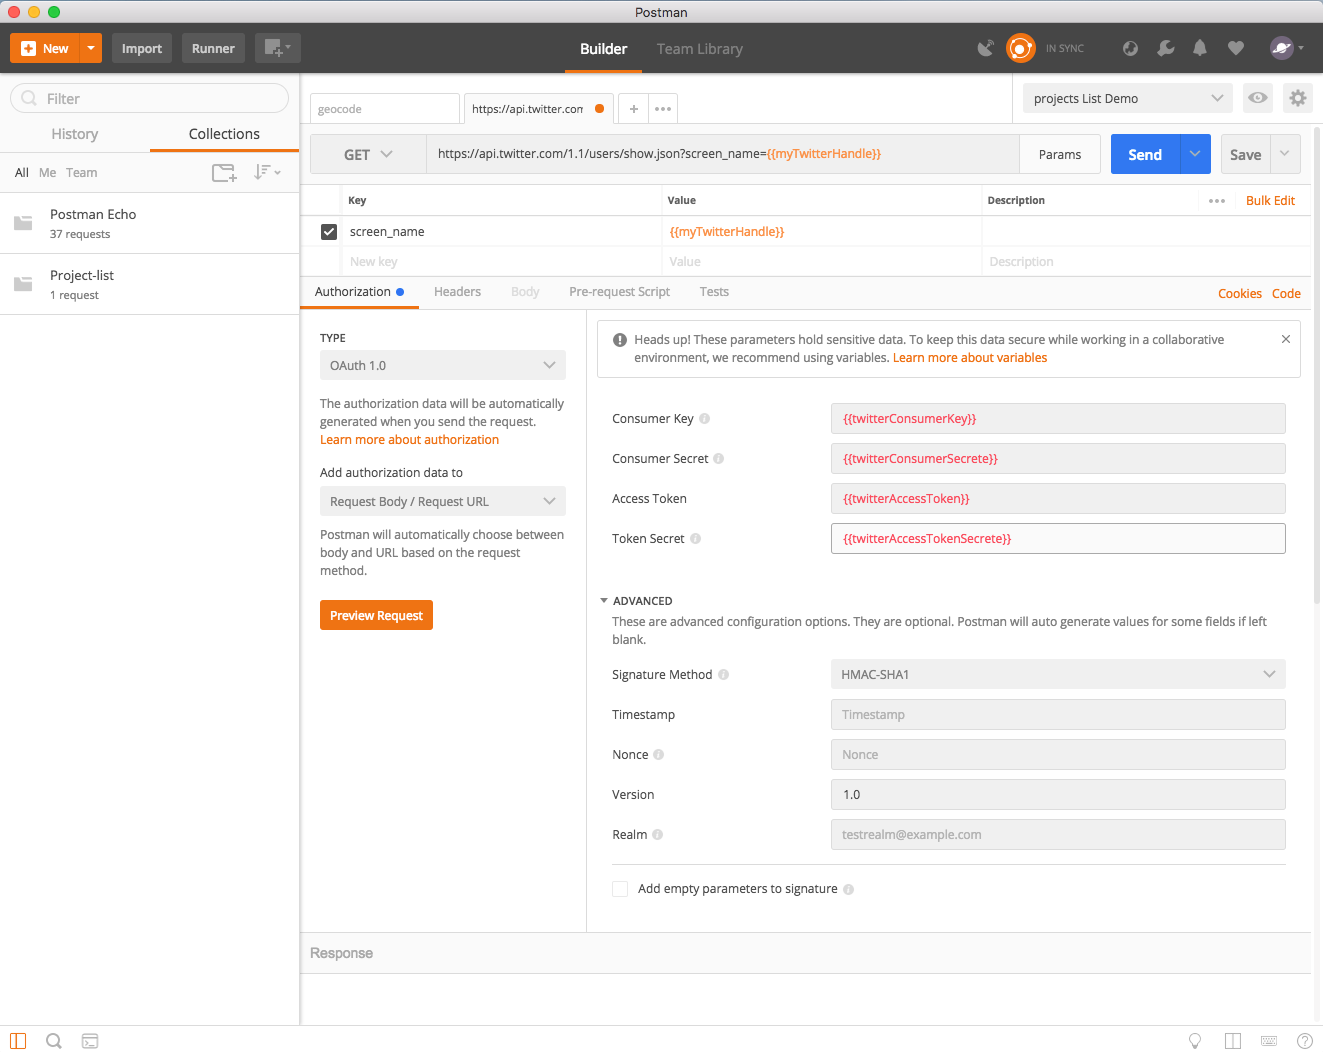 Postman
New
Import
Runner
Builder
Team Library
IN SYNC
Filter
History
Collections
All
Me
Team
Postman Echo
37 requests
Project-list
1 request
geocode
https://api.twitter.com
projects List Demo
GET
https://api.twitter.com/1.1/users/show.json?screen_name={{myTwitterHandle}}
Params
Send
Save
Key
Value
Description
Bulk Edit
screen_name
{{myTwitterHandle}}
New key
Value
Description
Authorization
Headers
Body
Pre-request Script
Tests
Cookies
Code
TYPE
OAuth 1.0
The authorization data will be automatically
generated when you send the request.
Learn more about authorization
Add authorization data to
Request Body / Request URL
Postman will automatically choose between
body and URL based on the request
method.
Preview Request
Heads up! These parameters hold sensitive data. To keep this data secure while working in a collaborative
environment, we recommend using variables. Learn more about variables
Consumer Key
{{twitterConsumerKey}}
Consumer Secret
{{twitterConsumerSecrete}}
Access Token
{{twitterAccessToken}}
Token Secret
{{twitterAccessTokenSecrete}}
ADVANCED
These are advanced configuration options. They are optional. Postman will auto generate values for some fields if left
blank.
Signature Method
HMAC-SHA1
Timestamp
Timestamp
Nonce
Nonce
Version
1.0
Realm
testrealm@example.com
Add empty parameters to signature
Response